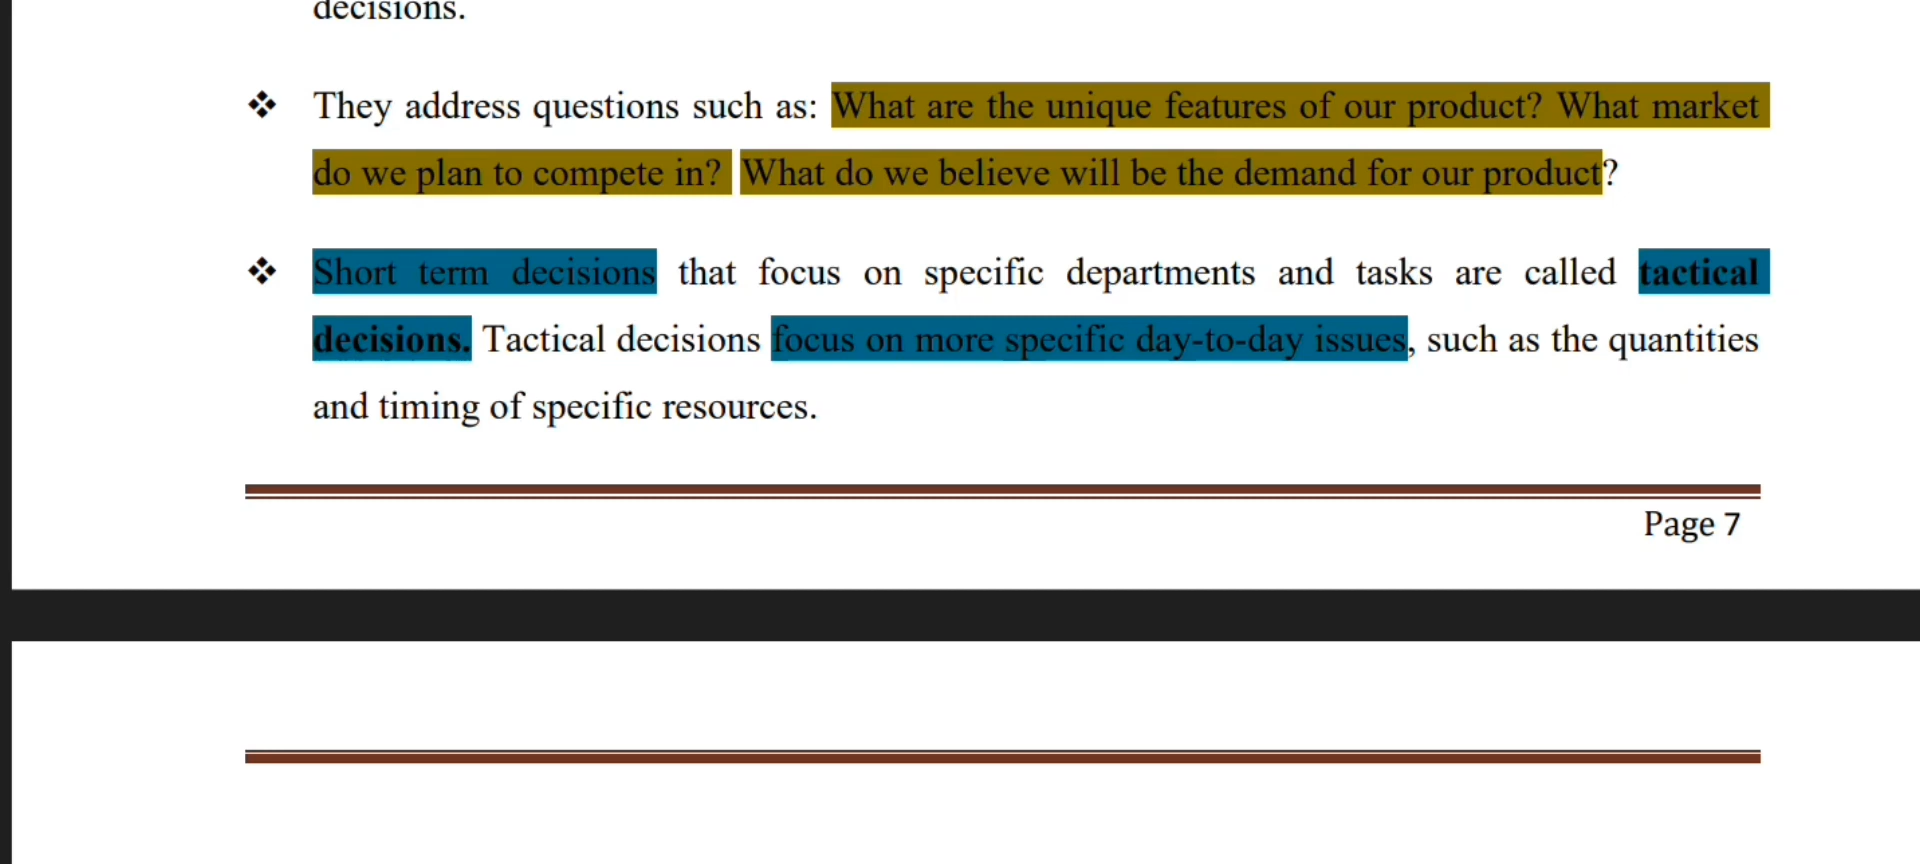 decisions.
❖ They address questions such as: What are the unique features of our product? What market
do we plan to compete in? What do we believe will be the demand for our product?
❖ Short term decisions that focus on specific departments and tasks are called tactical
decisions. Tactical decisions focus on more specific day-to-day issues, such as the quantities
and timing of specific resources.
Page 7